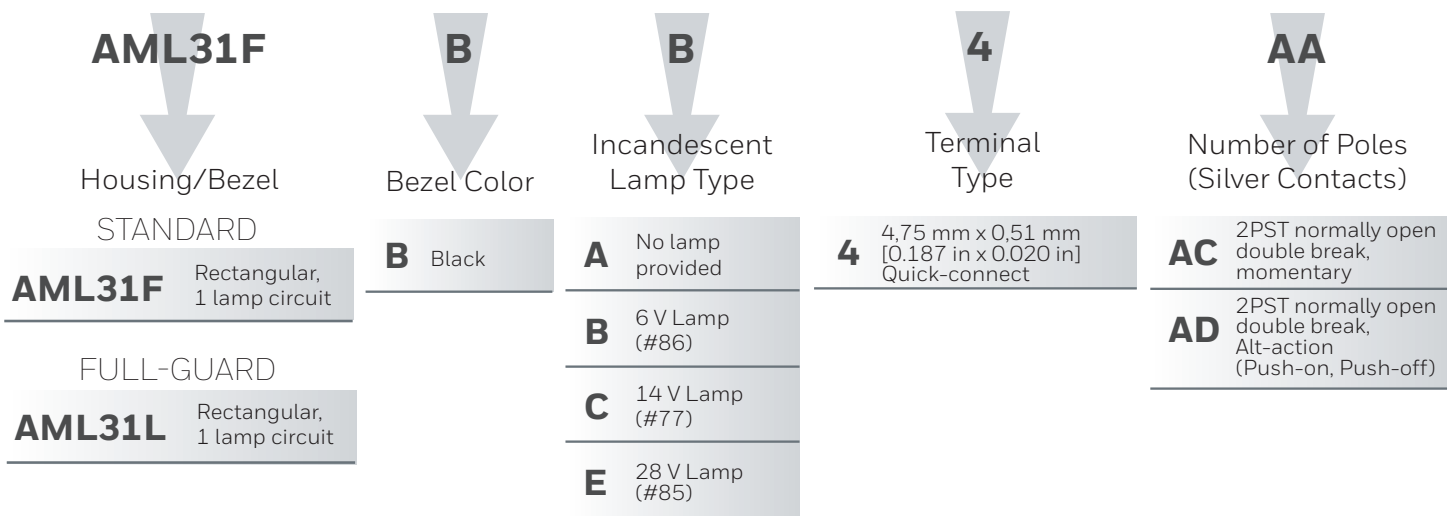 AML31F B B 4 AA
Housing/Bezel
STANDARD
AML31F Rectangular,
1 lamp circuit
FULL-GUARD
AML31L Rectangular,
1 lamp circuit
Bezel Color
B Black
Incandescent
Lamp Type
A No lamp
provided
B 6 V Lamp
(#86)
C 14 V Lamp
(#77)
E 28 V Lamp
(#85)
Terminal
Type
4 4,75 mm x 0,51 mm
[0.187 in x 0.020 in]
Quick-connect
Number of Poles
(Silver Contacts)
AC 2PST normally open
double break,
momentary
AD 2PST normally open
double break,
Alt-action
(Push-on, Push-off)